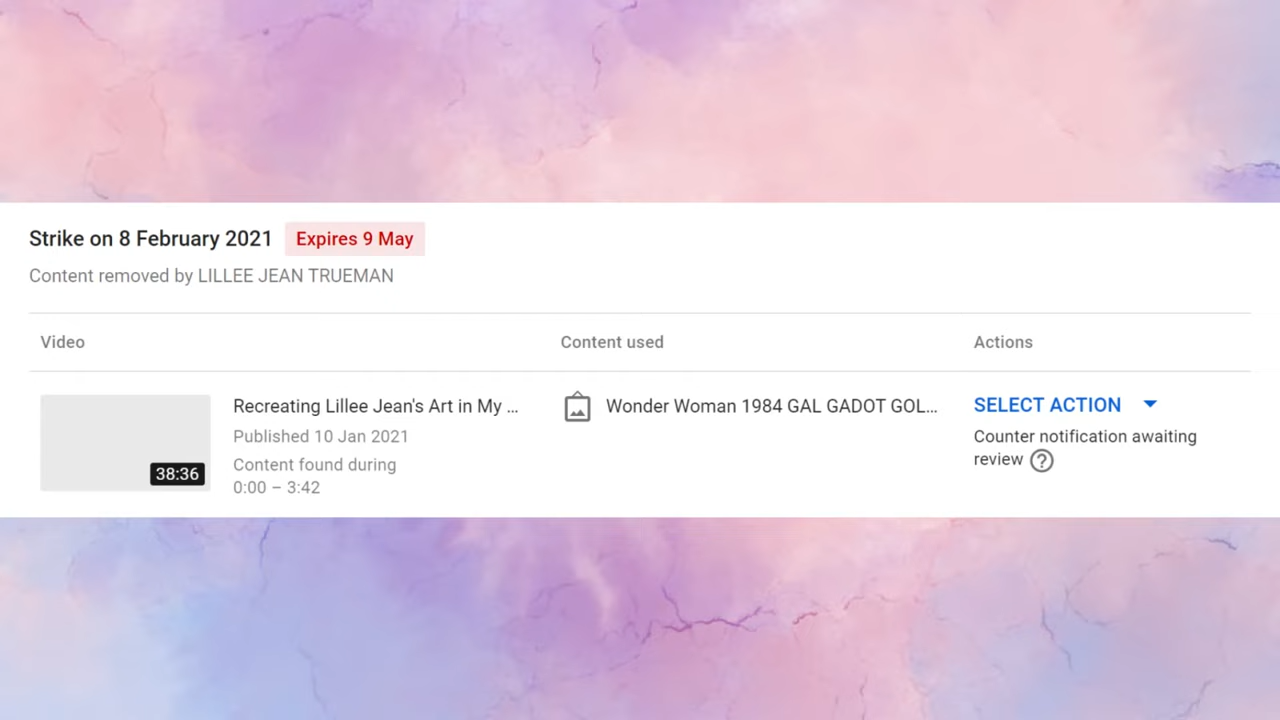 Strike on 8 February 2021 Expires 9 May
Content removed by LILLEE JEAN TRUEMAN
Video Content used Actions
38:36
Recreating Lillee Jean's Art in My ...
Published 10 Jan 2021
Content found during
0:00 – 3:42
Wonder Woman 1984 GAL GADOT GOL...
SELECT ACTION
Counter notification awaiting
review ?